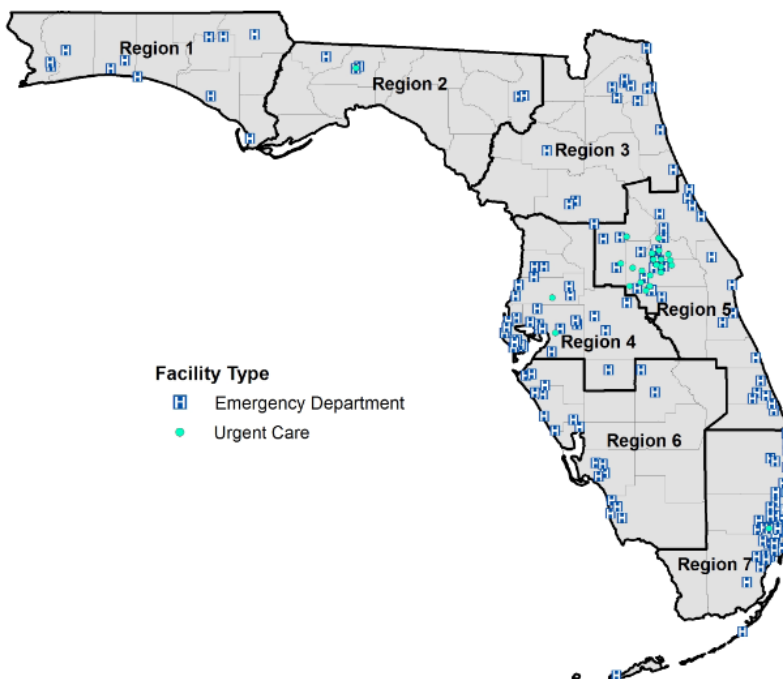 Region 1
Region 2
Region 3
Region 5
Region 4
Facility Type
H Emergency Department
Urgent Care
Region 6
Region 7